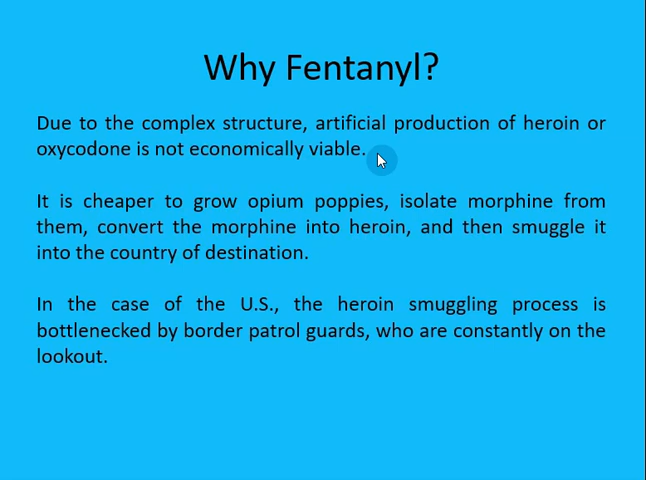 Why Fentanyl?
Due to the complex structure, artificial production of heroin or
oxycodone is not economically viable.
It is cheaper to grow opium poppies, isolate morphine from
them, convert the morphine into heroin, and then smuggle it
into the country of destination.
In the case of the U.S., the heroin smuggling process is
bottlenecked by border patrol guards, who are constantly on the
lookout.